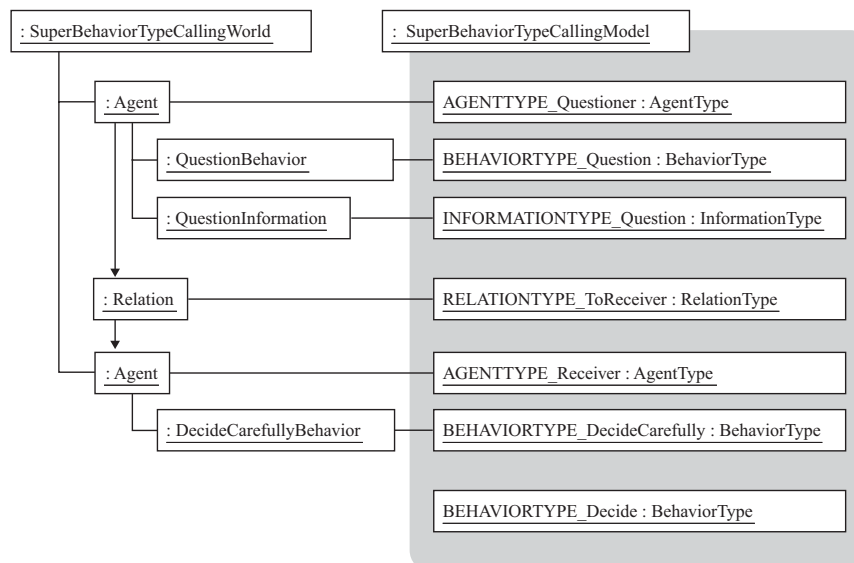 : SuperBehaviorTypeCallingWorld
: SuperBehaviorTypeCallingModel
: Agent
AGENTTYPE_Questioner : AgentType
: QuestionBehavior
BEHAVIORTYPE_Question : BehaviorType
: QuestionInformation
INFORMATIONTYPE_Question : InformationType
: Relation
RELATIONTYPE_ToReceiver : RelationType
: Agent
AGENTTYPE_Receiver : AgentType
: DecideCarefullyBehavior
BEHAVIORTYPE_DecideCarefully : BehaviorType
BEHAVIORTYPE_Decide : BehaviorType